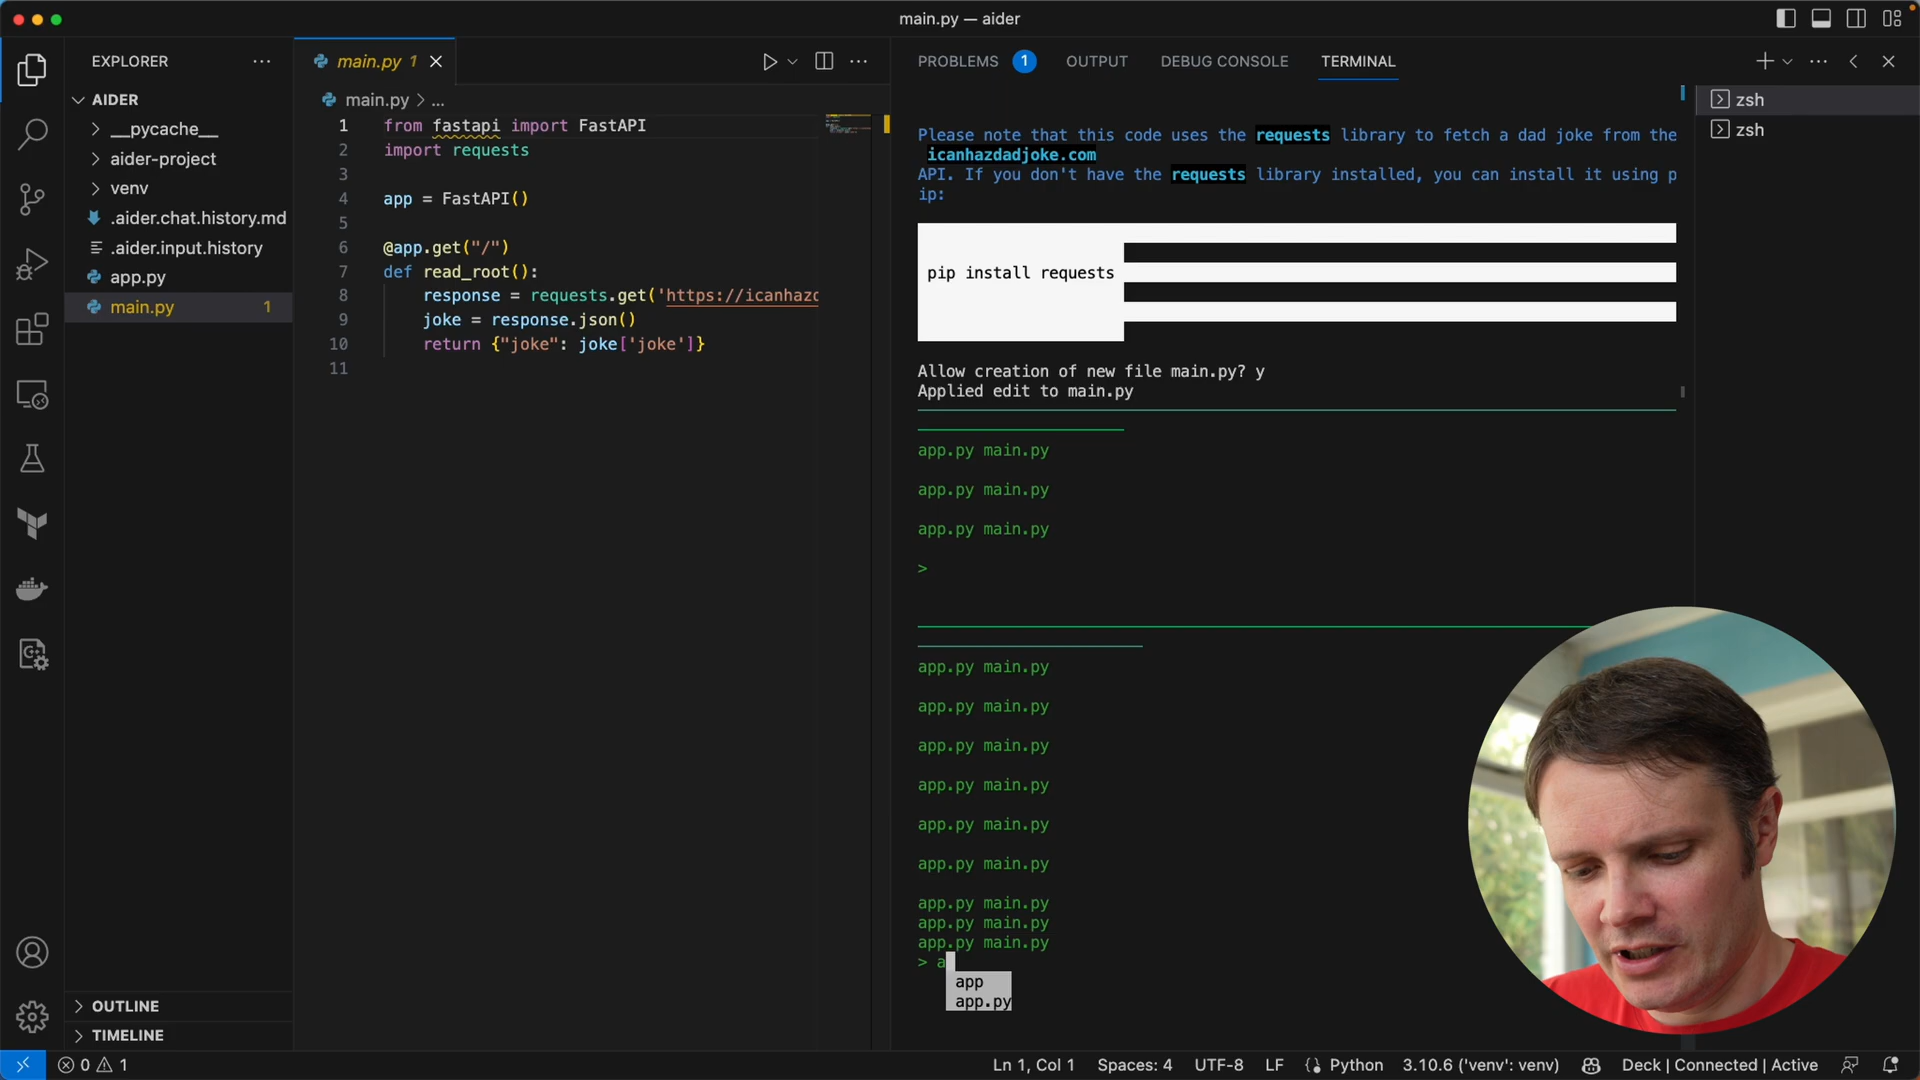 main.py — aider
EXPLORER
AIDER
__pycache__
aider-project
venv
.aider.chat.history.md
.aider.input.history
app.py
main.py 1
OUTLINE
TIMELINE
main.py 1
main.py > ...
1 from fastapi import FastAPI
2 import requests
3
4 app = FastAPI()
5
6 @app.get("/")
7 def read_root():
8 response = requests.get('https://icanhazd
9 joke = response.json()
10 return {"joke": joke['joke']}
11
PROBLEMS 1 OUTPUT DEBUG CONSOLE TERMINAL
Please note that this code uses the requests library to fetch a dad joke from the
icanhazdadjoke.com
API. If you don't have the requests library installed, you can install it using p
ip:
pip install requests
Allow creation of new file main.py? y
Applied edit to main.py
app.py main.py
app.py main.py
app.py main.py
>
app.py main.py
app.py main.py
app.py main.py
app.py main.py
app.py main.py
app.py main.py
app.py main.py
app.py main.py
app.py main.py
> a
app
app.py
zsh
zsh
0 1 Ln 1, Col 1 Spaces: 4 UTF-8 LF Python 3.10.6 ('venv': venv) Deck | Connected | Active